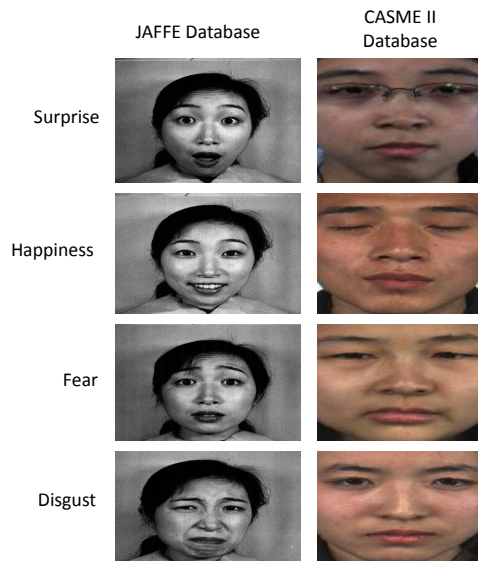 JAFFE Database
CASME II
Database
Surprise
Happiness
Fear
Disgust